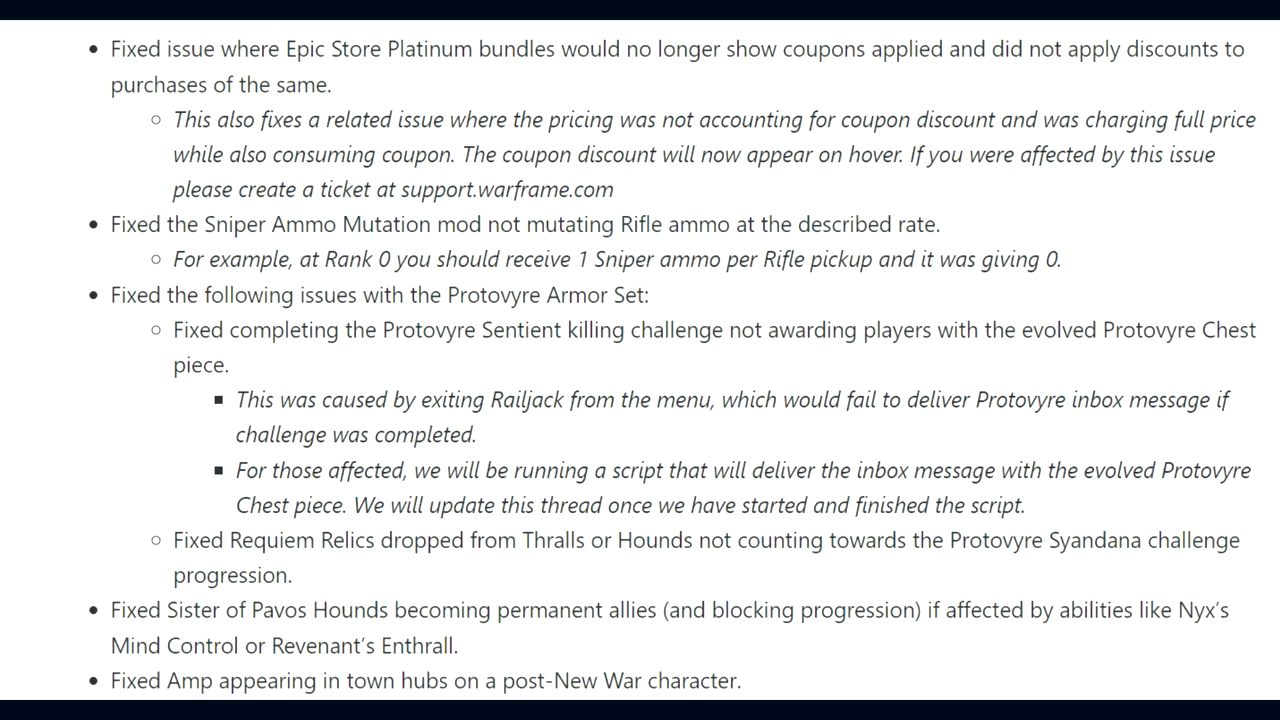 Fixed issue where Epic Store Platinum bundles would no longer show coupons applied and did not apply discounts to
purchases of the same.
This also fixes a related issue where the pricing was not accounting for coupon discount and was charging full price
while also consuming coupon. The coupon discount will now appear on hover. If you were affected by this issue
please create a ticket at support.warframe.com
Fixed the Sniper Ammo Mutation mod not mutating Rifle ammo at the described rate.
For example, at Rank 0 you should receive 1 Sniper ammo per Rifle pickup and it was giving 0.
Fixed the following issues with the Protovyre Armor Set:
Fixed completing the Protovyre Sentient killing challenge not awarding players with the evolved Protovyre Chest
piece.
This was caused by exiting Railjack from the menu, which would fail to deliver Protovyre inbox message if
challenge was completed.
For those affected, we will be running a script that will deliver the inbox message with the evolved Protovyre
Chest piece. We will update this thread once we have started and finished the script.
Fixed Requiem Relics dropped from Thralls or Hounds not counting towards the Protovyre Syandana challenge
progression.
Fixed Sister of Pavos Hounds becoming permanent allies (and blocking progression) if affected by abilities like Nyx's
Mind Control or Revenant's Enthrall.
Fixed Amp appearing in town hubs on a post-New War character.